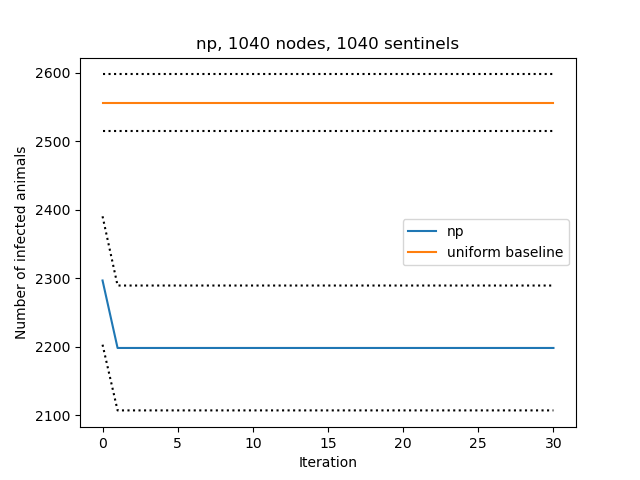 np, 1040 nodes, 1040 sentinels
2600
2500
2400
2300
2200
2100
Number of infected animals
np
uniform baseline
0 5 10 15 20 25 30
Iteration